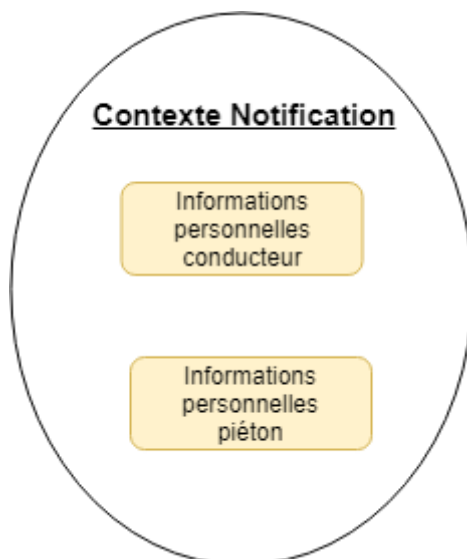 Contexte Notification
Informations
personnelles
conducteur
Informations
personnelles
piéton